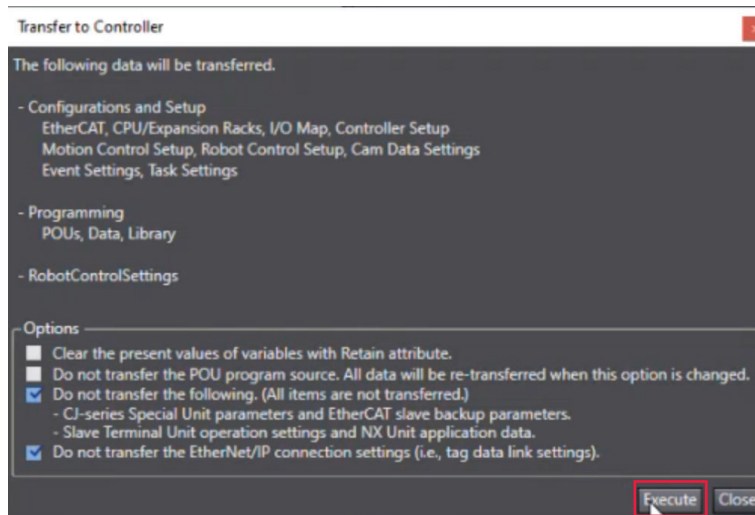 Transfer to Controller
The following data will be transferred.
- Configurations and Setup
EtherCAT, CPU/Expansion Racks, I/O Map, Controller Setup
Motion Control Setup, Robot Control Setup, Cam Data Settings
Event Settings, Task Settings
- Programming
POUs, Data, Library
- RobotControlSettings
Options
Clear the present values of variables with Retain attribute.
Do not transfer the POU program source. All data will be re-transferred when this option is changed.
Do not transfer the following. (All items are not transferred.)
- CJ-series Special Unit parameters and EtherCAT slave backup parameters.
- Slave Terminal Unit operation settings and NX Unit application data.
Do not transfer the EtherNet/IP connection settings (i.e., tag data link settings).
Execute Close